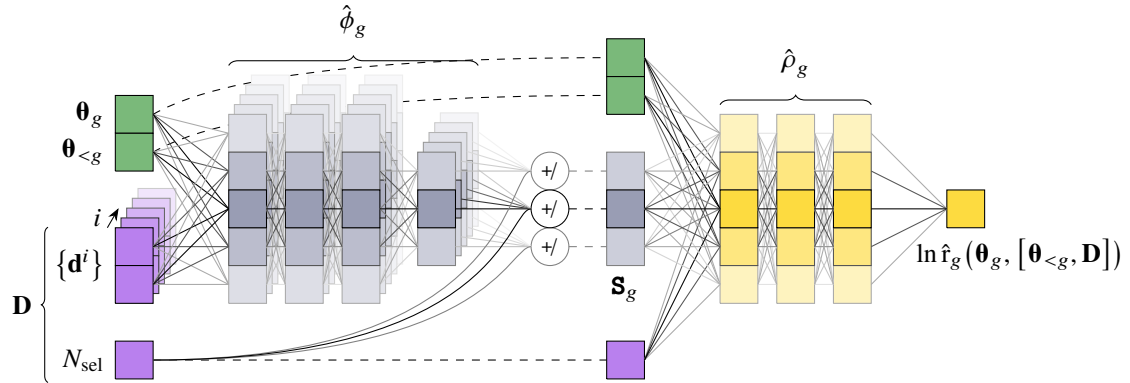 ϕ̂_g
ρ̂_g
θ_g
θ_{<g}
i
{d^i}
D
N_sel
+/
+/
+/
S_g
ln r̂_g(θ_g, [θ_{<g}, D])